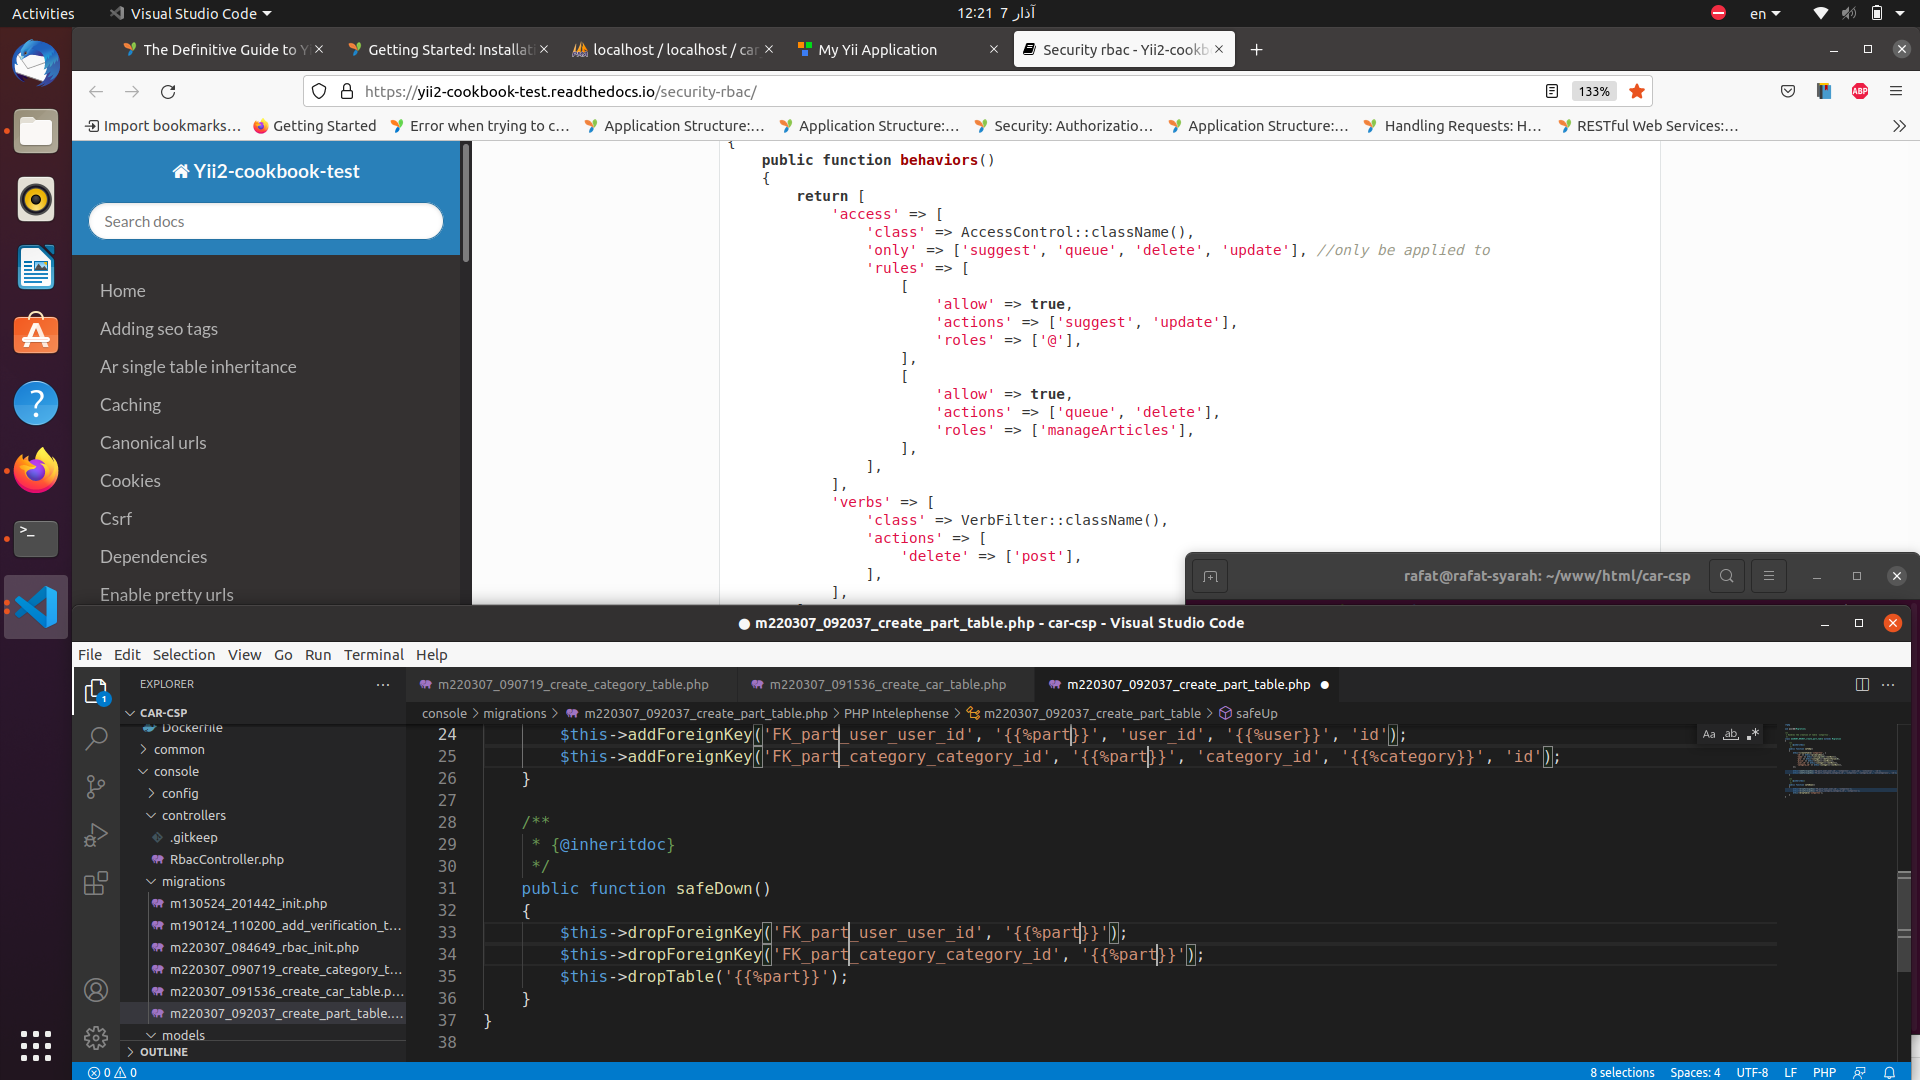 Activities
Visual Studio Code
12:21 7 آذار
en
The Definitive Guide to Y
Getting Started: Installati
localhost / localhost / car
My Yii Application
Security rbac - Yii2-cookb
https://yii2-cookbook-test.readthedocs.io/security-rbac/
133%
ABP
Import bookmarks…
Getting Started
Error when trying to c…
Application Structure:…
Application Structure:…
Security: Authorizatio…
Application Structure:…
Handling Requests: H…
RESTful Web Services:…
Yii2-cookbook-test
Search docs
Home
Adding seo tags
Ar single table inheritance
Caching
Canonical urls
Cookies
Csrf
Dependencies
Enable pretty urls
{
public function behaviors()
{
return [
'access' => [
'class' => AccessControl::className(),
'only' => ['suggest', 'queue', 'delete', 'update'], //only be applied to
'rules' => [
[
'allow' => true,
'actions' => ['suggest', 'update'],
'roles' => ['@'],
],
[
'allow' => true,
'actions' => ['queue', 'delete'],
'roles' => ['manageArticles'],
],
],
],
'verbs' => [
'class' => VerbFilter::className(),
'actions' => [
'delete' => ['post'],
],
],
rafat@rafat-syarah: ~/www/html/car-csp
● m220307_092037_create_part_table.php - car-csp - Visual Studio Code
File Edit Selection View Go Run Terminal Help
1
EXPLORER
CAR-CSP
Dockerfile
common
console
config
controllers
.gitkeep
RbacController.php
migrations
m130524_201442_init.php
m190124_110200_add_verification_t…
m220307_084649_rbac_init.php
m220307_090719_create_category_t…
m220307_091536_create_car_table.p…
m220307_092037_create_part_table.…
models
OUTLINE
m220307_090719_create_category_table.php
m220307_091536_create_car_table.php
m220307_092037_create_part_table.php ●
console > migrations > m220307_092037_create_part_table.php > PHP Intelephense > m220307_092037_create_part_table > safeUp
Aa ab .*
24 $this->addForeignKey('FK_part_user_user_id', '{{%part}}', 'user_id', '{{%user}}', 'id');
25 $this->addForeignKey('FK_part_category_category_id', '{{%part}}', 'category_id', '{{%category}}', 'id');
26 }
27
28 /**
29 * {@inheritdoc}
30 */
31 public function safeDown()
32 {
33 $this->dropForeignKey('FK_part_user_user_id', '{{%part}}');
34 $this->dropForeignKey('FK_part_category_category_id', '{{%part}}');
35 $this->dropTable('{{%part}}');
36 }
37 }
38
0 0
8 selections
Spaces: 4
UTF-8
LF
PHP